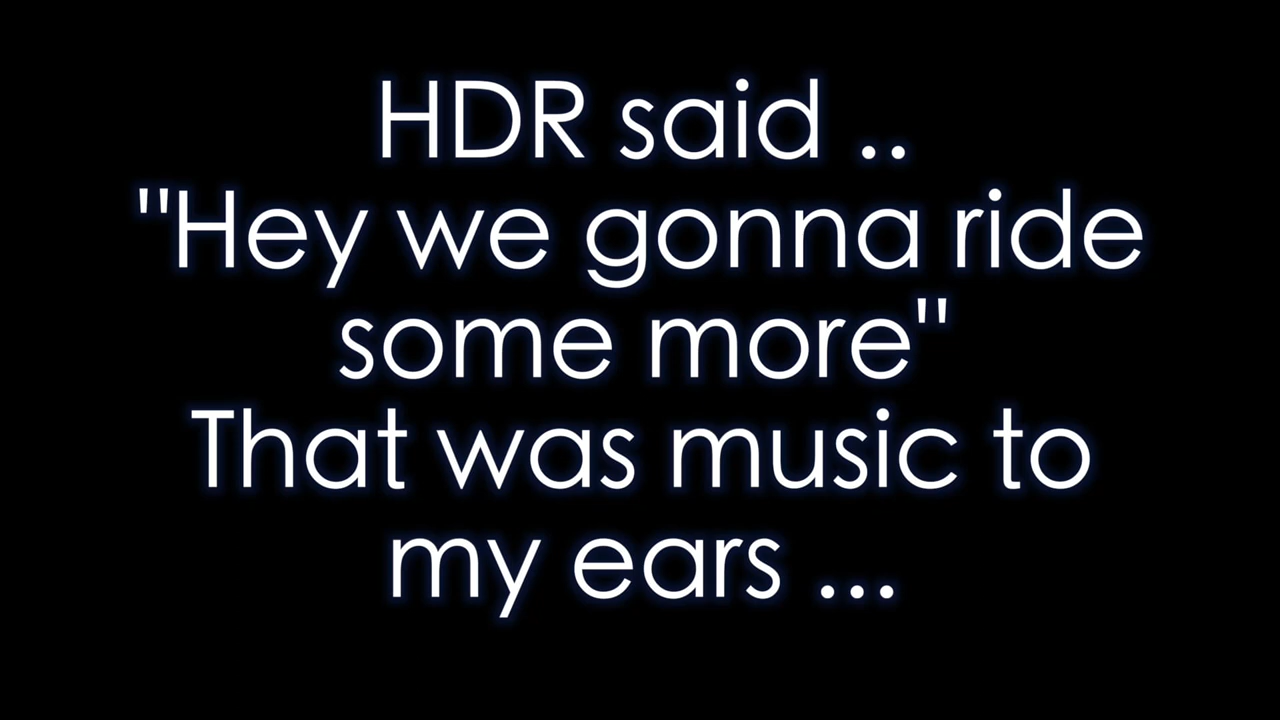 HDR said ..
"Hey we gonna ride
some more"
That was music to
my ears ...